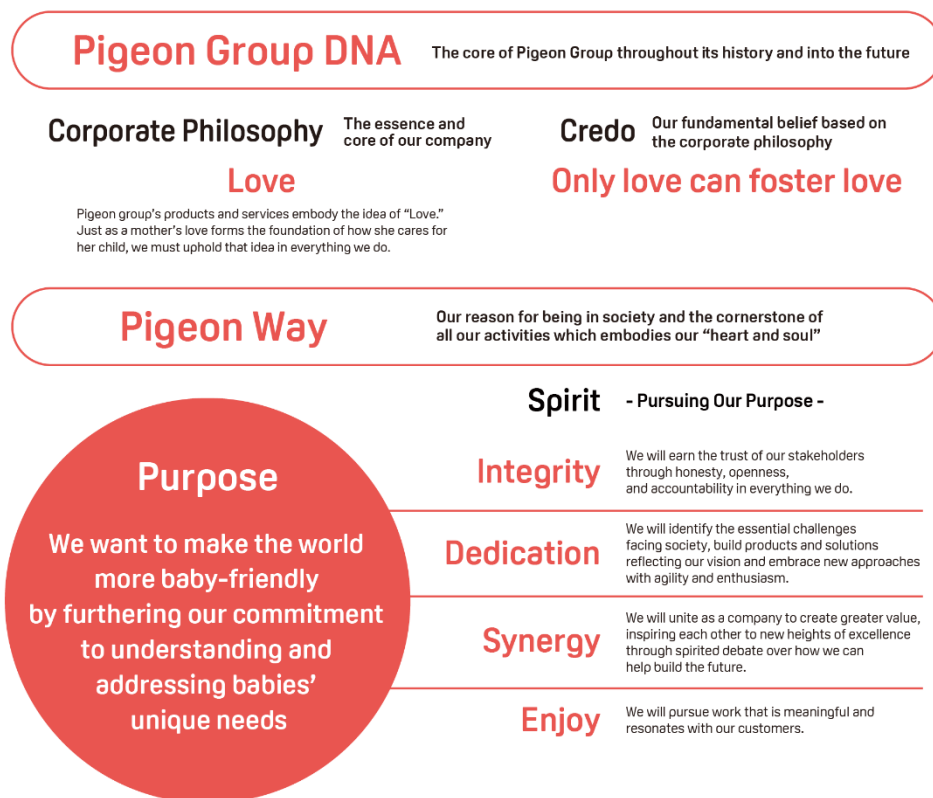 Pigeon Group DNA
The core of Pigeon Group throughout its history and into the future
Corporate Philosophy
The essence and
core of our company
Love
Pigeon group's products and services embody the idea of “Love.”
Just as a mother's love forms the foundation of how she cares for
her child, we must uphold that idea in everything we do.
Credo
Our fundamental belief based on
the corporate philosophy
Only love can foster love
Pigeon Way
Our reason for being in society and the cornerstone of
all our activities which embodies our “heart and soul”
Purpose
We want to make the world
more baby-friendly
by furthering our commitment
to understanding and
addressing babies’
unique needs
Spirit
- Pursuing Our Purpose -
Integrity
We will earn the trust of our stakeholders
through honesty, openness,
and accountability in everything we do.
Dedication
We will identify the essential challenges
facing society, build products and solutions
reflecting our vision and embrace new approaches
with agility and enthusiasm.
Synergy
We will unite as a company to create greater value,
inspiring each other to new heights of excellence
through spirited debate over how we can
help build the future.
Enjoy
We will pursue work that is meaningful and
resonates with our customers.